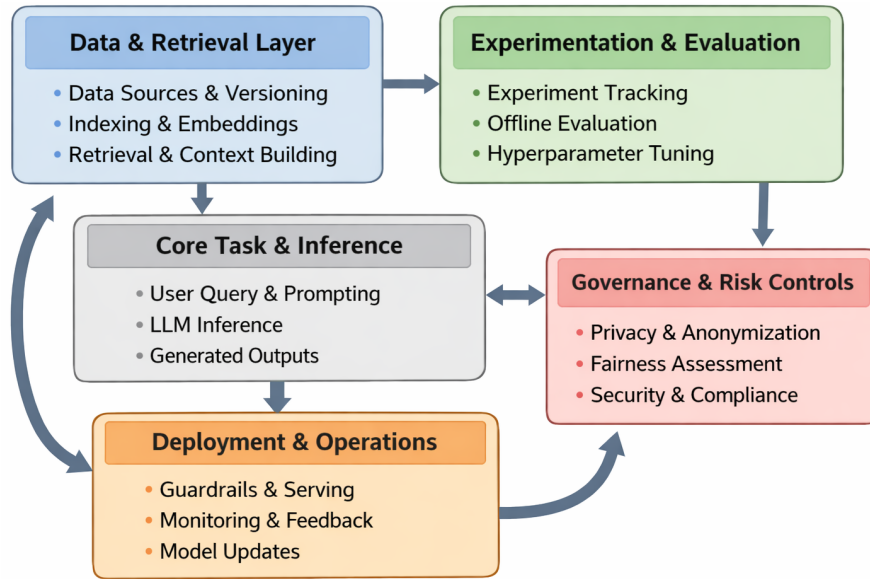 Data & Retrieval Layer
• Data Sources & Versioning
• Indexing & Embeddings
• Retrieval & Context Building
Experimentation & Evaluation
• Experiment Tracking
• Offline Evaluation
• Hyperparameter Tuning
Core Task & Inference
• User Query & Prompting
• LLM Inference
• Generated Outputs
Governance & Risk Controls
• Privacy & Anonymization
• Fairness Assessment
• Security & Compliance
Deployment & Operations
• Guardrails & Serving
• Monitoring & Feedback
• Model Updates